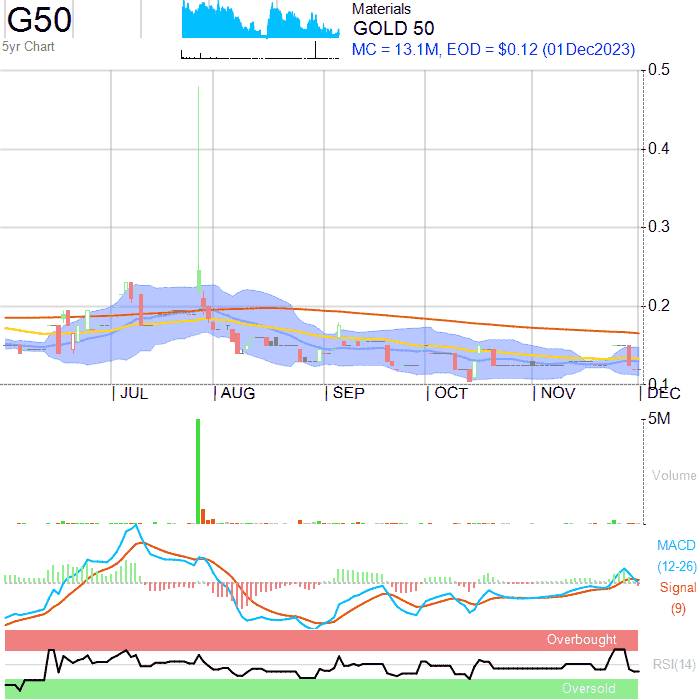 G50
5yr Chart
Materials
GOLD 50
MC = 13.1M, EOD = $0.12 (01Dec2023)
0.5
0.4
0.3
0.2
0.1
JUL AUG SEP OCT NOV DEC
5M
Volume
MACD
(12-26)
Signal
(9)
Overbought
RSI(14)
Oversold